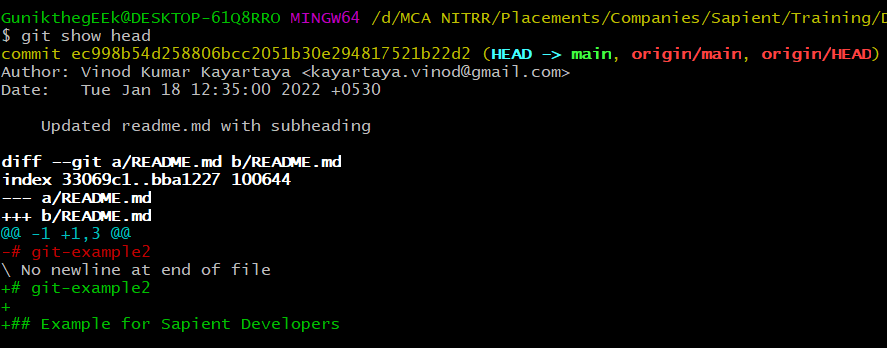 GunikthegEEk@DESKTOP-61Q8RRO MINGW64 /d/MCA NITRR/Placements/Companies/Sapient/Training/
$ git show head
commit ec998b54d258806bcc2051b30e294817521b22d2 (HEAD -> main, origin/main, origin/HEAD)
Author: Vinod Kumar Kayartaya <kayartaya.vinod@gmail.com>
Date:   Tue Jan 18 12:35:00 2022 +0530

    Updated readme.md with subheading

diff --git a/README.md b/README.md
index 33069c1..bba1227 100644
--- a/README.md
+++ b/README.md
@@ -1 +1,3 @@
-# git-example2
\ No newline at end of file
+# git-example2
+
+## Example for Sapient Developers